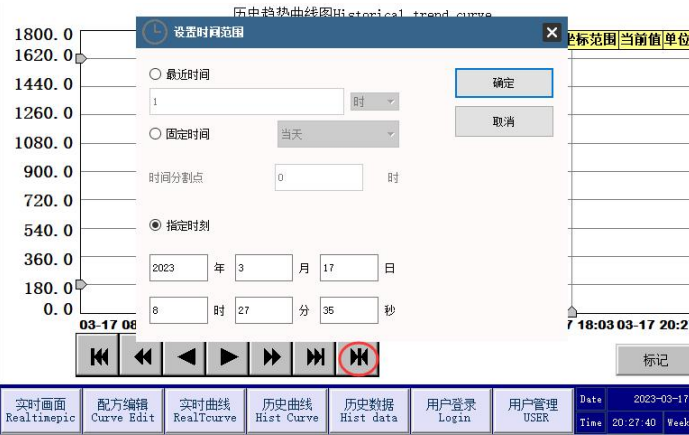 历史趋势曲线图Historical trend curve
设置时间范围
坐标范围 当前值 单位
1800.0
1620.0
1440.0
1260.0
1080.0
900.0
720.0
540.0
360.0
180.0
0.0
最近时间
确定
1 时
取消
固定时间 当天
时间分割点 0 时
指定时刻
2023 年 3 月 17 日
8 时 27 分 35 秒
03-17 08
7 18:03 03-17 20:2
标记
实时画面 配方编辑 实时曲线 历史曲线 历史数据 用户登录 用户管理
Realtimepic Curve Edit RealTcurve Hist Curve Hist data Login USER
Date 2023-03-17
Time 20:27:40 Week